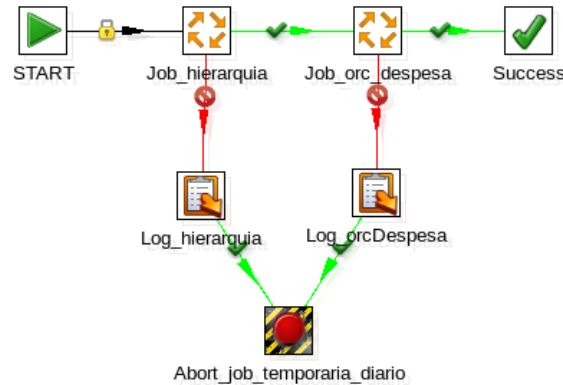 START
Job_hierarquia
Job_orc_despesa
Success
Log_hierarquia
Log_orcDespesa
Abort_job_temporaria_diario